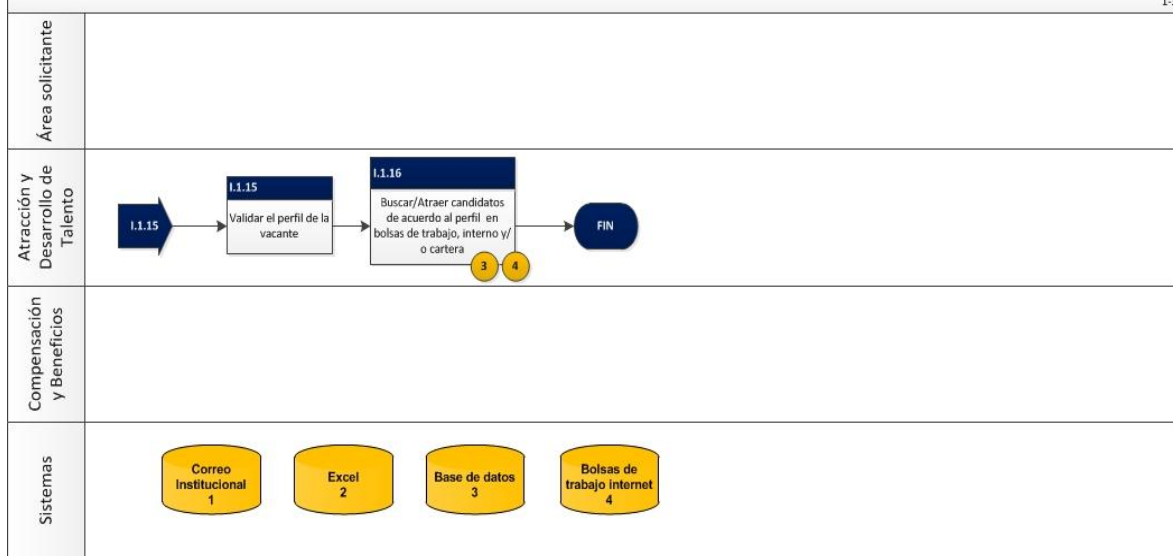 Área solicitante
Atracción y
Desarrollo de
Talento
I.1.15
I.1.15
Validar el perfil de la
vacante
I.1.16
Buscar/Atraer candidatos
de acuerdo al perfil en
bolsas de trabajo, interno y/
o cartera
3
4
FIN
Compensación
y Beneficios
Sistemas
Correo
Institucional
1
Excel
2
Base de datos
3
Bolsas de
trabajo internet
4